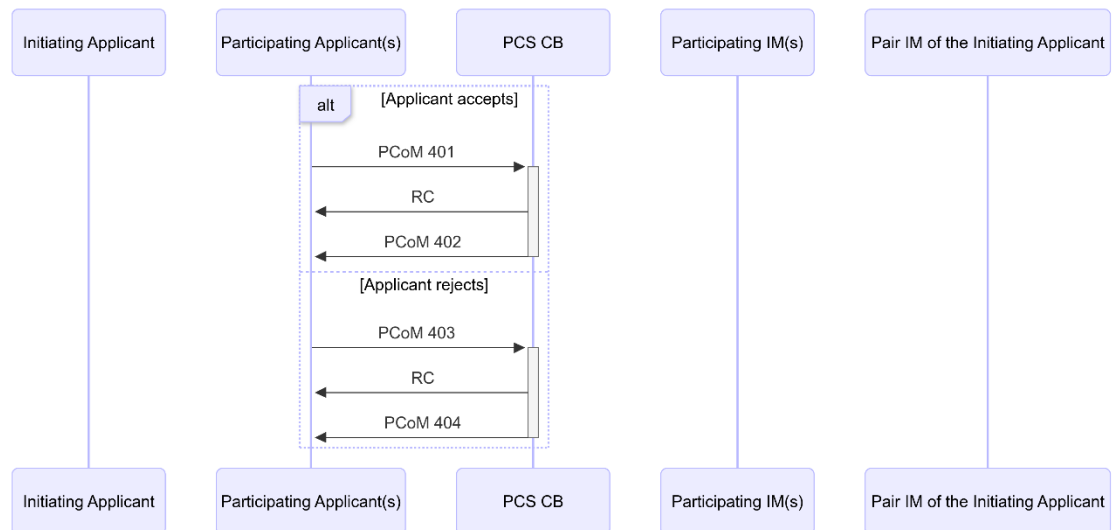 Initiating Applicant
Participating Applicant(s)
PCS CB
Participating IM(s)
Pair IM of the Initiating Applicant
alt
[Applicant accepts]
PCoM 401
RC
PCoM 402
[Applicant rejects]
PCoM 403
RC
PCoM 404
Initiating Applicant
Participating Applicant(s)
PCS CB
Participating IM(s)
Pair IM of the Initiating Applicant